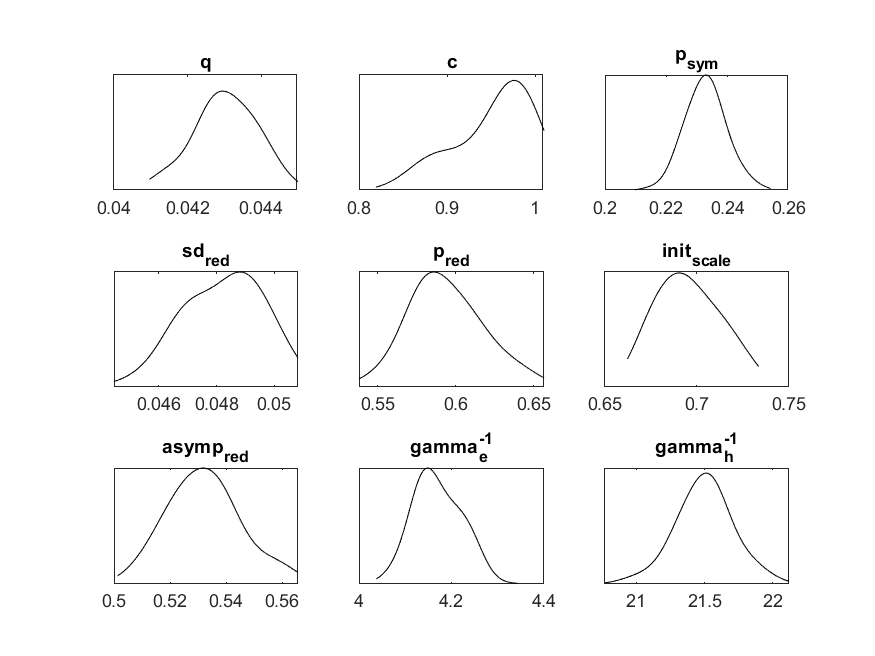 q c p_sym
0.04 0.042 0.044 0.8 0.9 1 0.2 0.22 0.24 0.26
sd_red p_red init_scale
0.046 0.048 0.05 0.55 0.6 0.65 0.65 0.7 0.75
asymp_red gamma_e^-1 gamma_h^-1
0.5 0.52 0.54 0.56 4 4.2 4.4 21 21.5 22